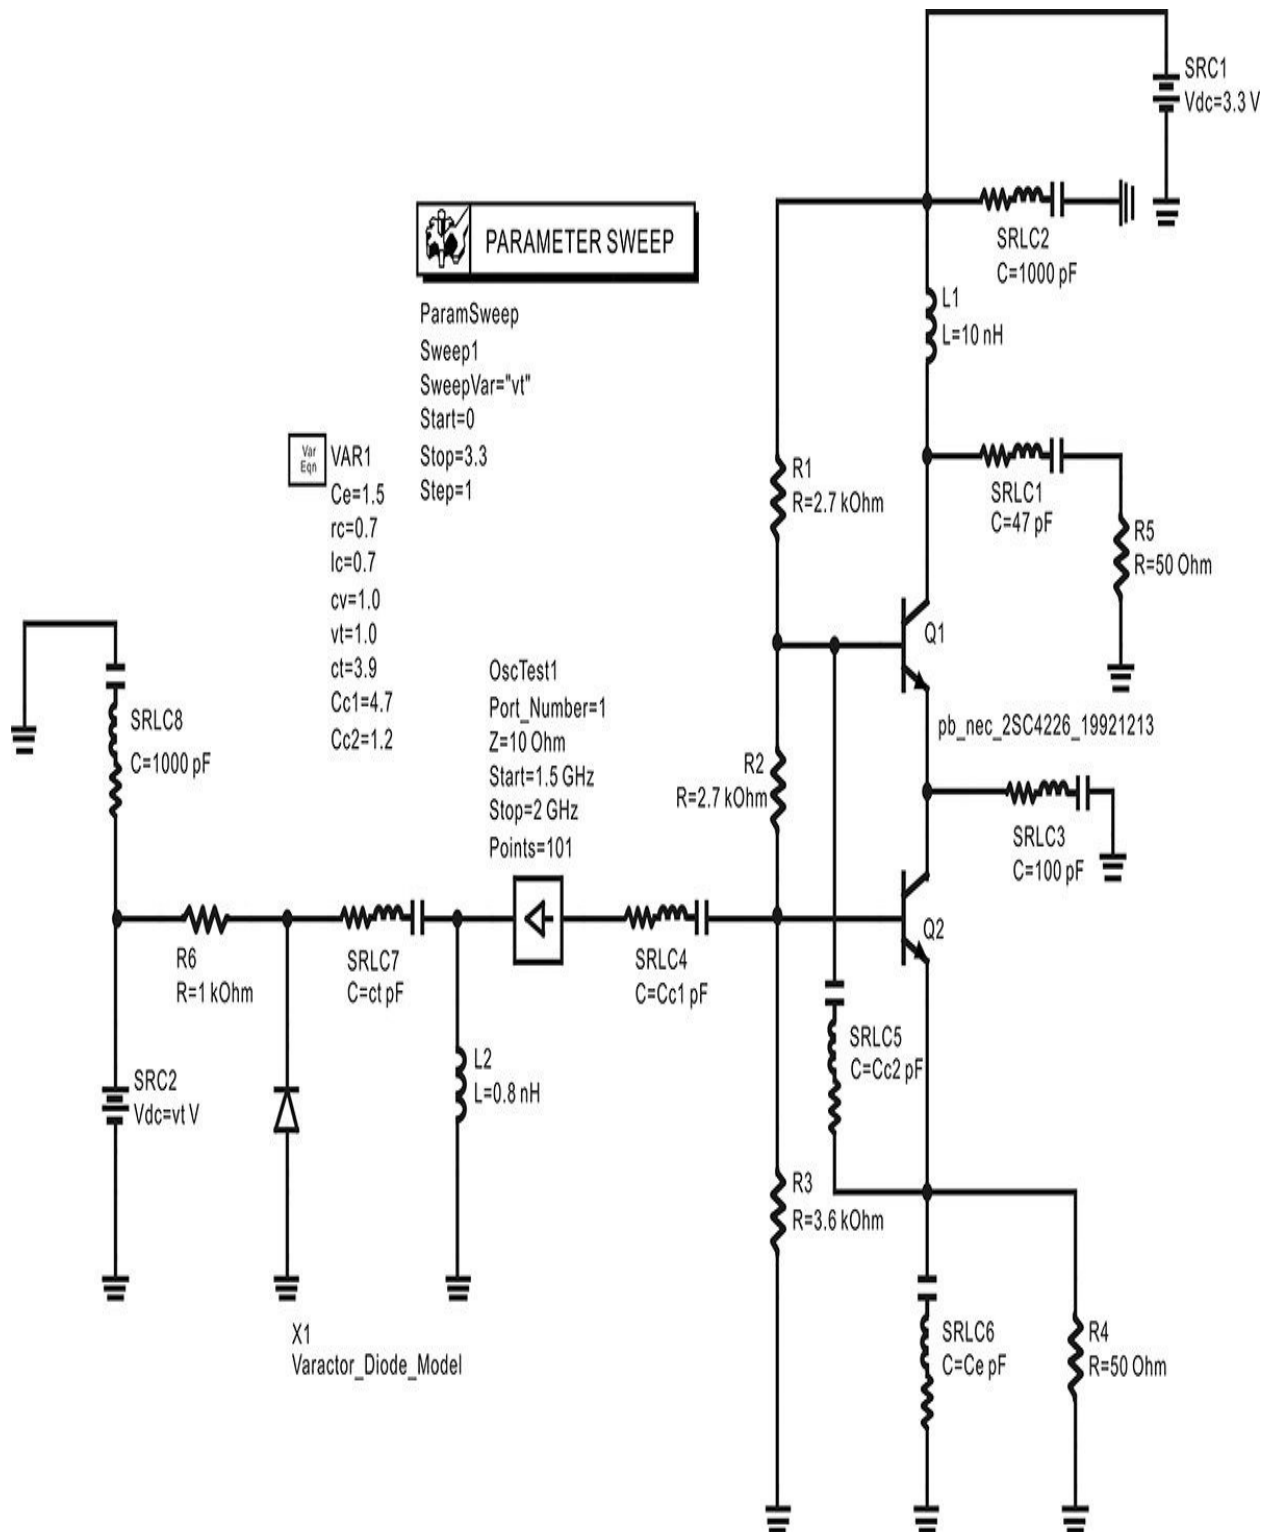 SRC1
Vdc=3.3 V
PARAMETER SWEEP
SRLC2
C=1000 pF
L1
L=10 nH
ParamSweep
Sweep1
SweepVar="vt"
Start=0
Stop=3.3
Step=1
Var
Eqn
VAR1
Ce=1.5
rc=0.7
lc=0.7
cv=1.0
vt=1.0
ct=3.9
Cc1=4.7
Cc2=1.2
R1
R=2.7 kOhm
SRLC1
C=47 pF
R5
R=50 Ohm
Q1
pb_nec_2SC4226_19921213
OscTest1
Port_Number=1
Z=10 Ohm
Start=1.5 GHz
Stop=2 GHz
Points=101
SRLC8
C=1000 pF
R2
R=2.7 kOhm
SRLC3
C=100 pF
Q2
R6
R=1 kOhm
SRLC7
C=ct pF
SRLC4
C=Cc1 pF
SRLC5
C=Cc2 pF
L2
L=0.8 nH
SRC2
Vdc=vt V
R3
R=3.6 kOhm
X1
Varactor_Diode_Model
SRLC6
C=Ce pF
R4
R=50 Ohm